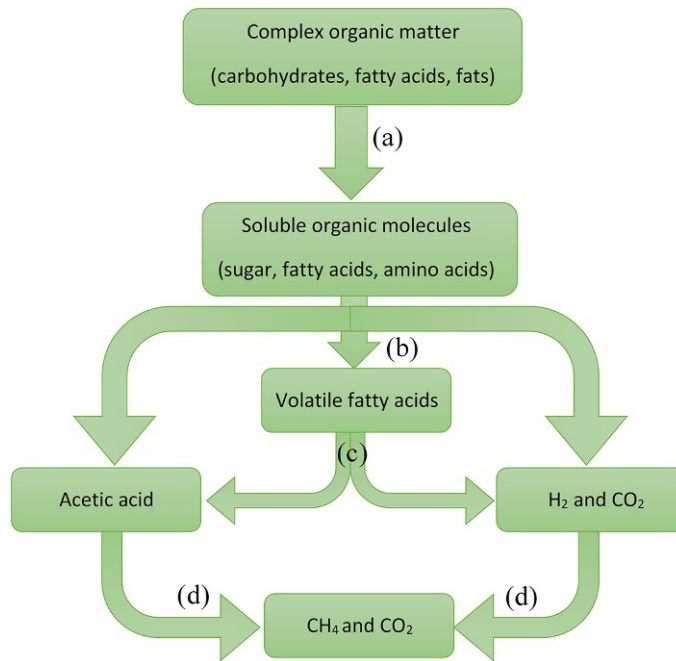 Complex organic matter
(carbohydrates, fatty acids, fats)
(a)
Soluble organic molecules
(sugar, fatty acids, amino acids)
(b)
Volatile fatty acids
(c)
Acetic acid
H₂ and CO₂
(d)
(d)
CH₄ and CO₂